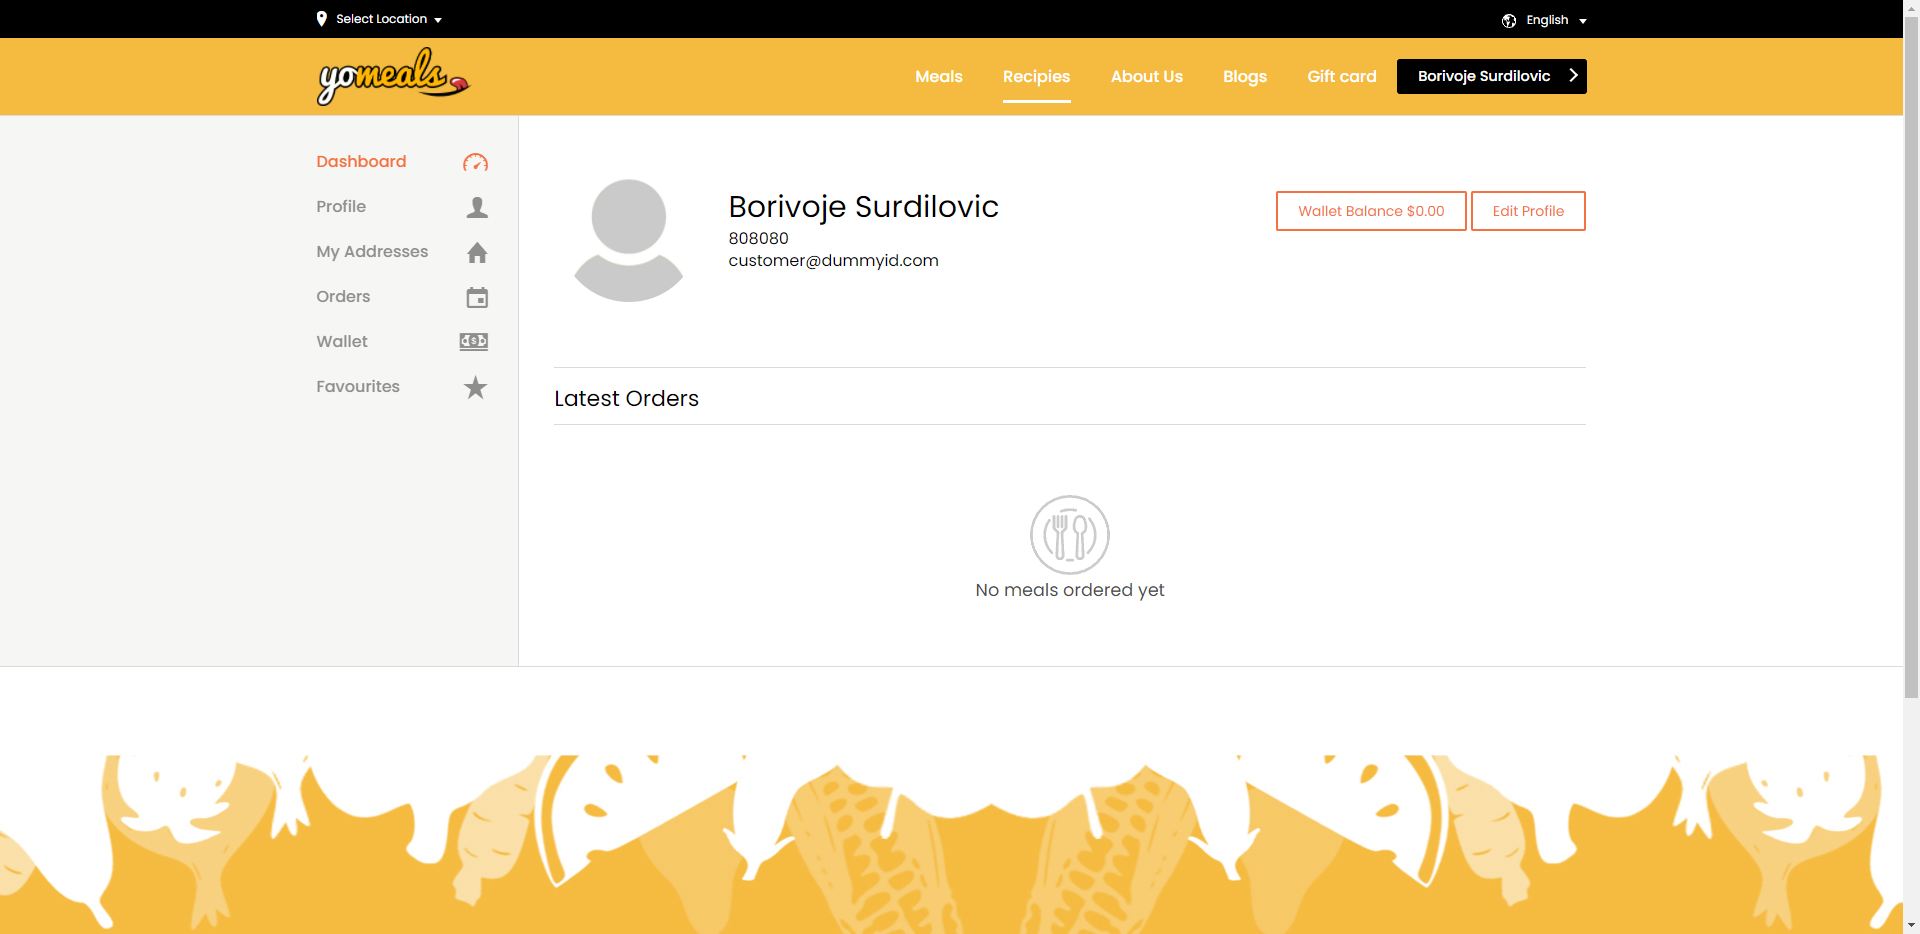 Select Location
English
yomeals
Meals
Recipies
About Us
Blogs
Gift card
Borivoje Surdilovic
Dashboard
Profile
My Addresses
Orders
Wallet
Favourites
Borivoje Surdilovic
808080
customer@dummyid.com
Wallet Balance $0.00
Edit Profile
Latest Orders
No meals ordered yet